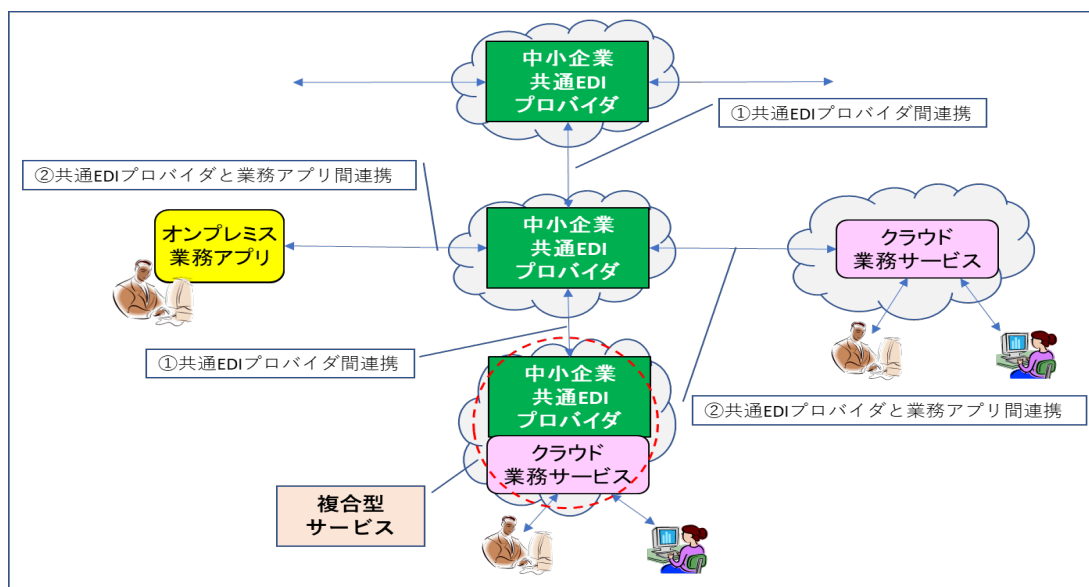 中小企業
共通EDI
プロバイダ
①共通EDIプロバイダ間連携
②共通EDIプロバイダと業務アプリ間連携
オンプレミス
業務アプリ
中小企業
共通EDI
プロバイダ
クラウド
業務サービス
①共通EDIプロバイダ間連携
中小企業
共通EDI
プロバイダ
②共通EDIプロバイダと業務アプリ間連携
クラウド
業務サービス
複合型
サービス